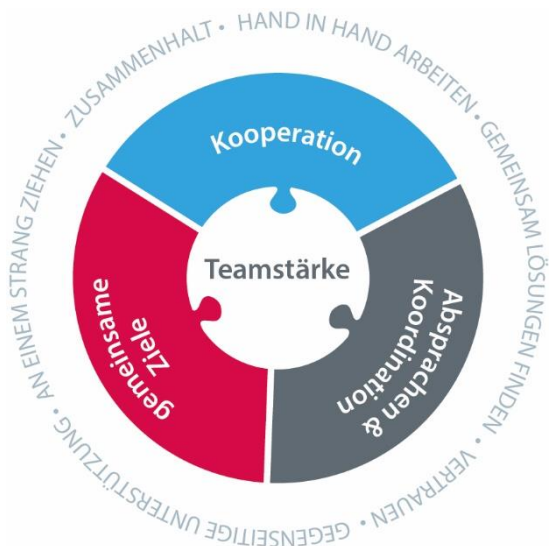 ZUSAMMENHALT • HAND IN HAND ARBEITEN • GEMEINSAM LÖSUNGEN FINDEN • VERTRAUEN • GEGENSEITIGE UNTERSTÜTZUNG • AN EINEM STRANG ZIEHEN •
Kooperation
Teamstärke
Absprachen &
Koordination
gemeinsame
Ziele